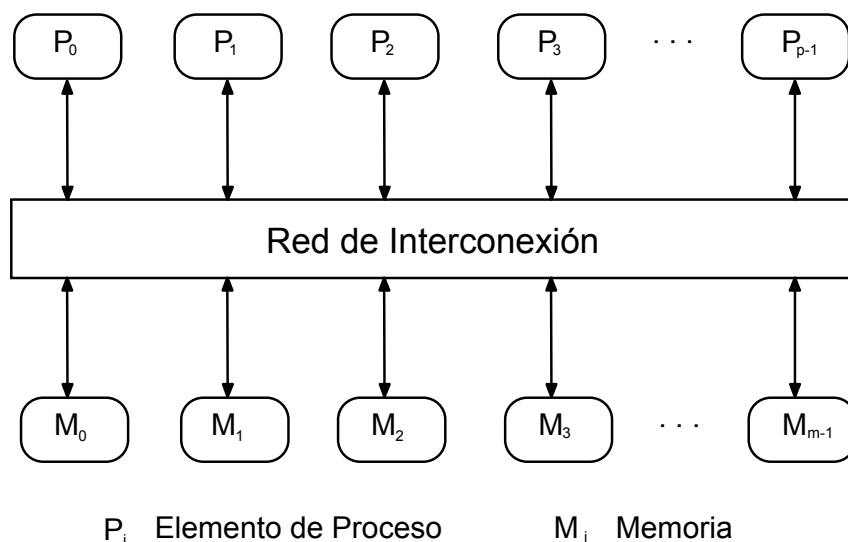 P0 P1 P2 P3 . . . Pp-1
Red de Interconexión
M0 M1 M2 M3 . . . Mm-1
Pi Elemento de Proceso Mi Memoria